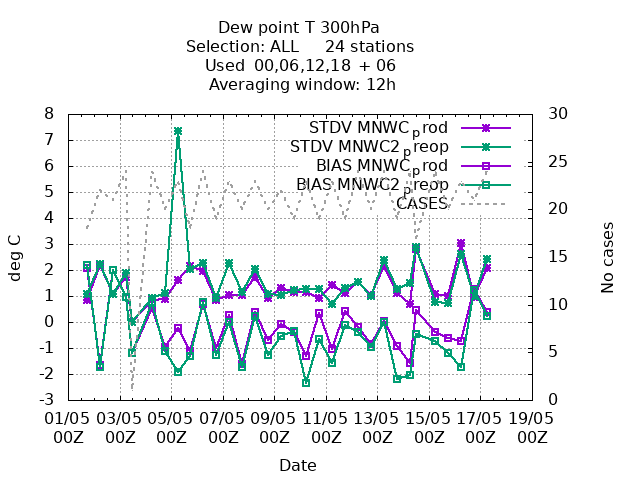 Dew point T 300hPa
Selection: ALL 24 stations
Used 00,06,12,18 + 06
Averaging window: 12h
STDV MNWC_prod
STDV MNWC2_preop
BIAS MNWC_prod
BIAS MNWC2_preop
CASES
deg C
8
7
6
5
4
3
2
1
0
-1
-2
-3
30
25
20
15
10
5
0
No cases
01/05 03/05 05/05 07/05 09/05 11/05 13/05 15/05 17/05 19/05
00Z 00Z 00Z 00Z 00Z 00Z 00Z 00Z 00Z 00Z
Date